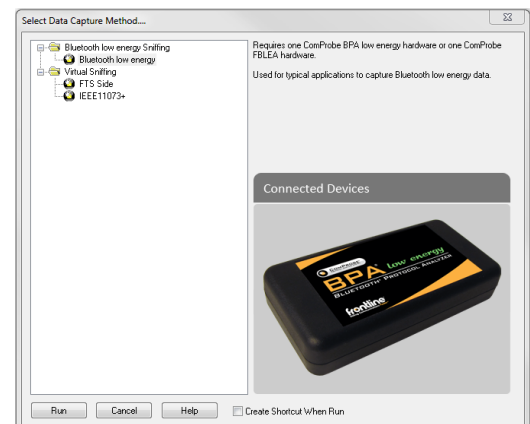 Select Data Capture Method....
Bluetooth low energy Sniffing
Bluetooth low energy
Virtual Sniffing
FTS Side
IEEE11073+
Requires one ComProbe BPA low energy hardware or one ComProbe
FBLEA hardware.
Used for typical applications to capture Bluetooth low energy data.
Connected Devices
COMPROBE
BPA low energy
BLUETOOTH® PROTOCOL ANALYZER
frontline
Run
Cancel
Help
Create Shortcut When Run